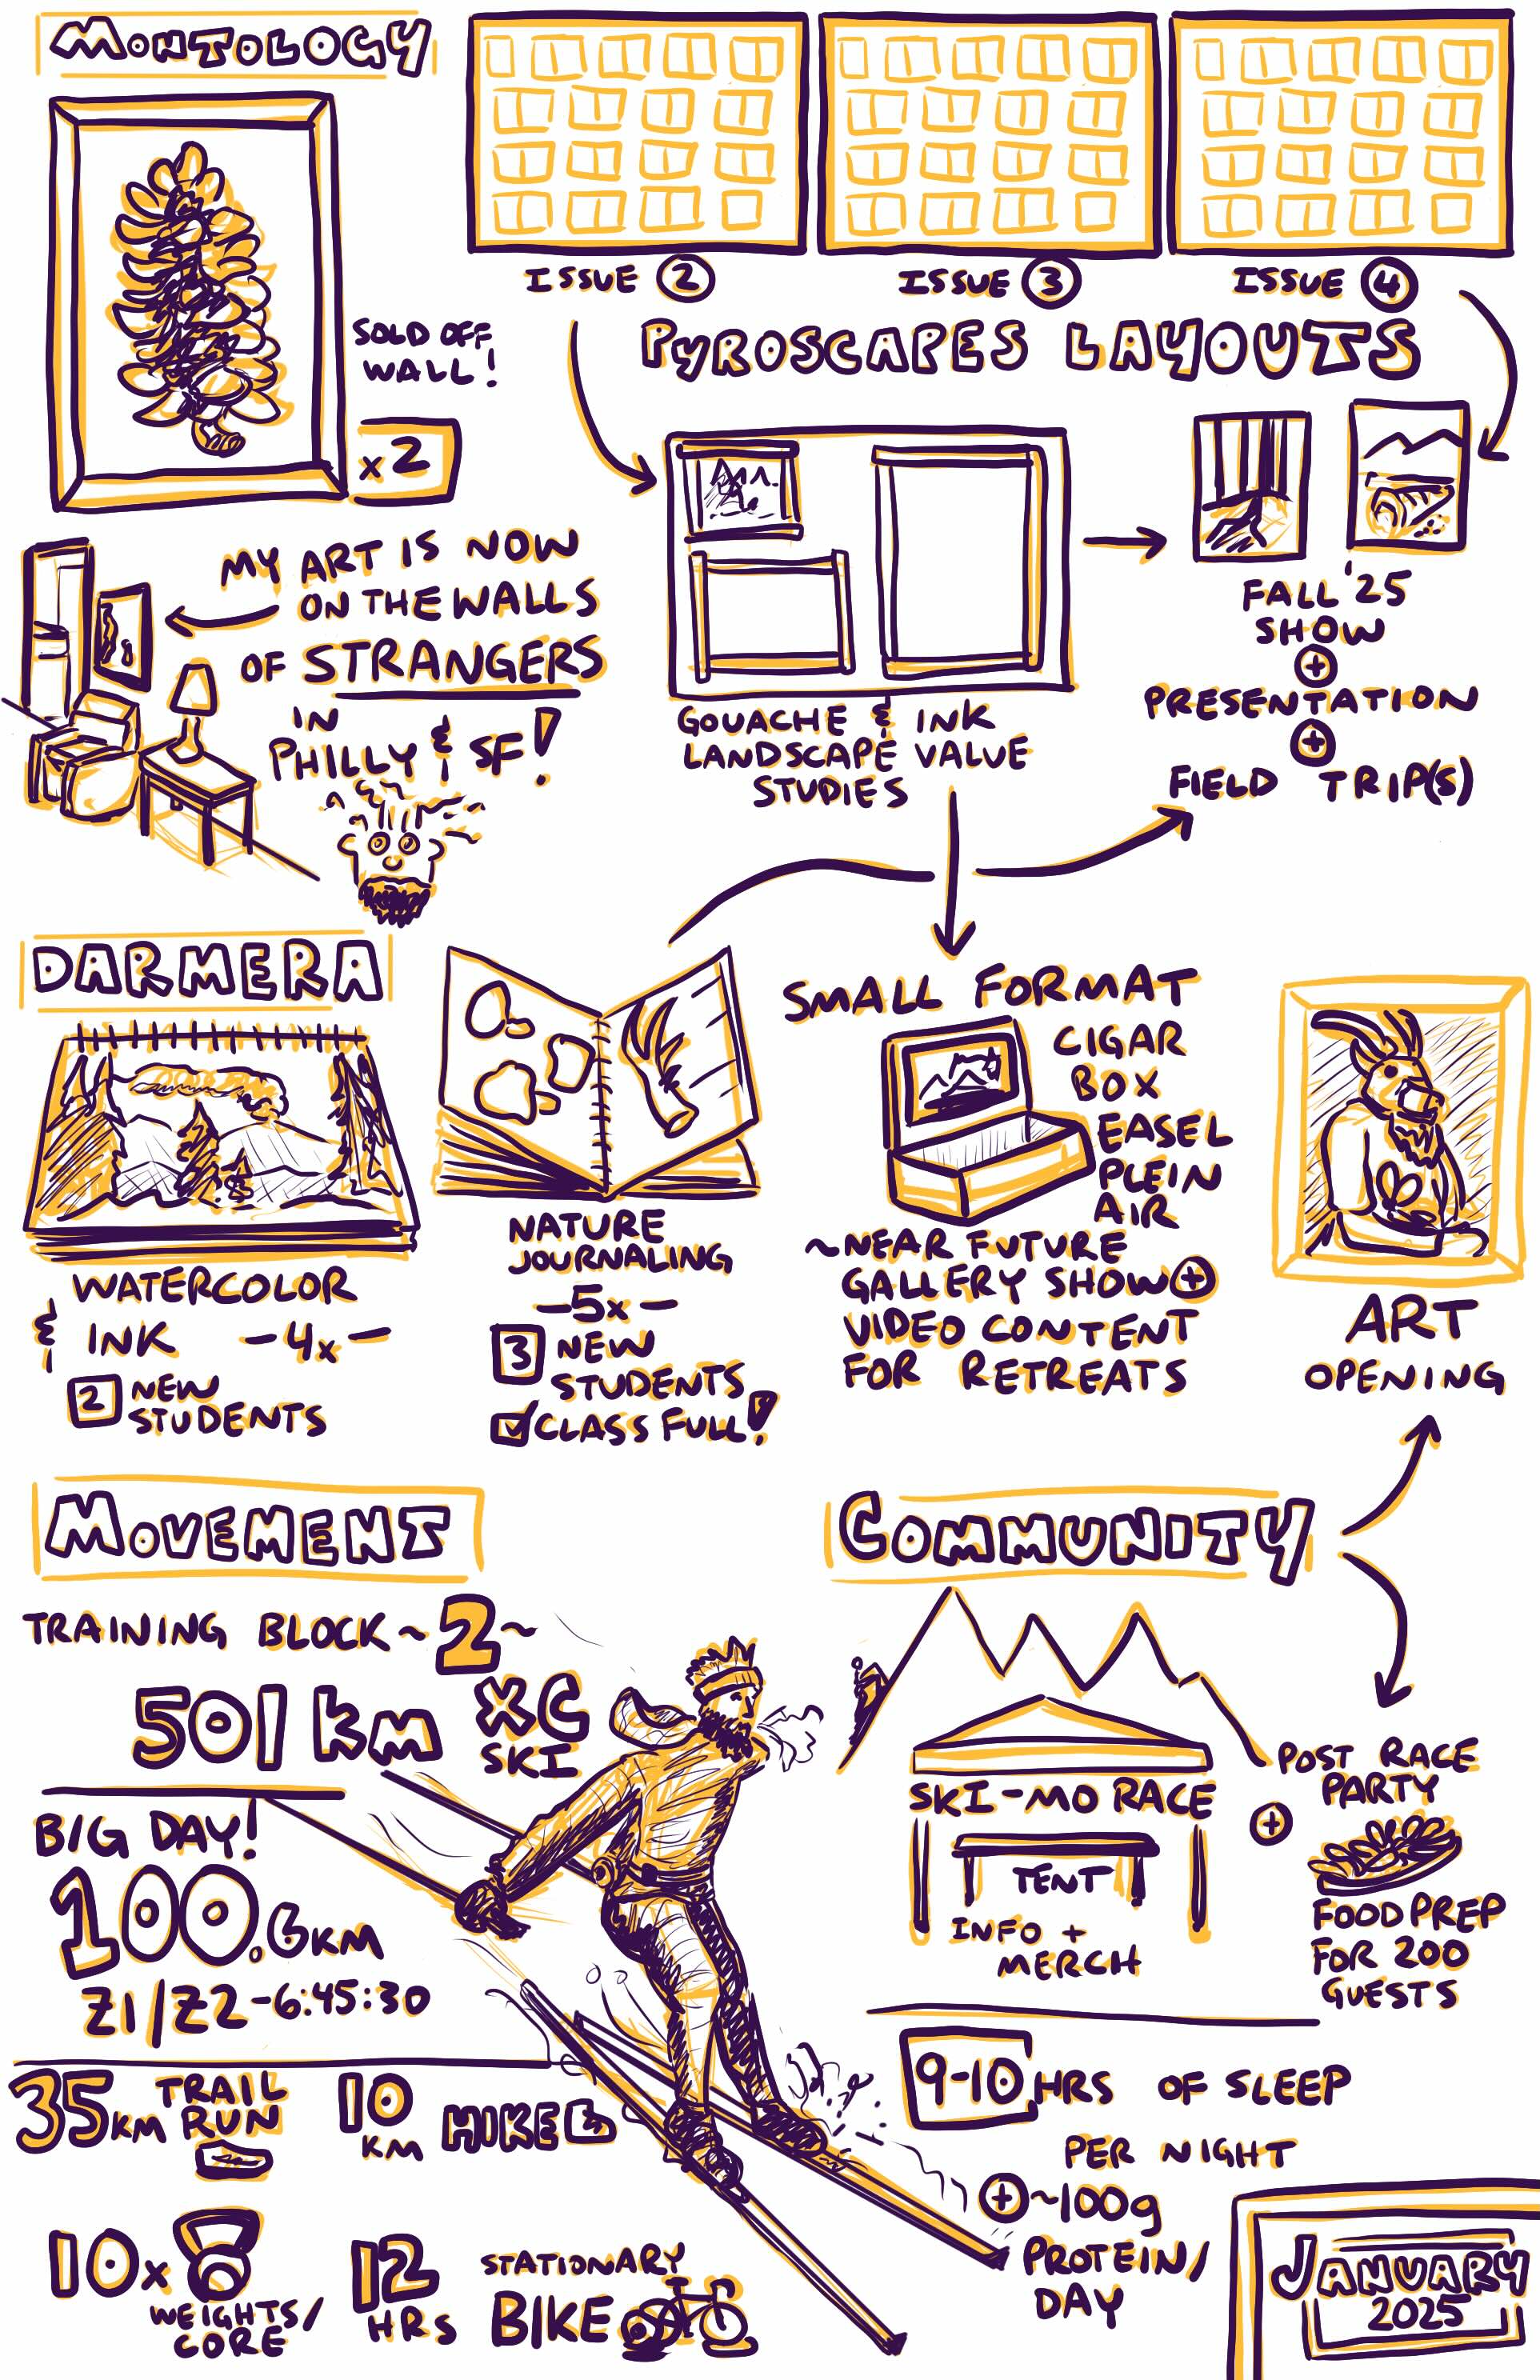 MONTOLOGY
SOLD OFF
WALL!
x2
MY ART IS NOW
ON THE WALLS
OF STRANGERS
IN
PHILLY & SF!
ISSUE 2
ISSUE 3
ISSUE 4
PYROSCAPES LAYOUTS
GOUACHE & INK
LANDSCAPE VALUE
STUDIES
FALL '25
SHOW
+
PRESENTATION
+
FIELD TRIP(S)
DARMERA
WATERCOLOR
& INK -4x-
2 NEW
STUDENTS
NATURE
JOURNALING
-5x-
3 NEW
STUDENTS
CLASS FULL!
SMALL FORMAT
CIGAR
BOX
EASEL
PLEIN
AIR
~NEAR FUTURE
GALLERY SHOW +
VIDEO CONTENT
FOR RETREATS
ART
OPENING
MOVEMENT
TRAINING BLOCK ~2~
501 km XC
SKI
BIG DAY!
100.6KM
Z1/Z2-6:45:30
35KM TRAIL
RUN
10
KM HIKE
10x
WEIGHTS/
CORE
12
HRS
STATIONARY
BIKE
COMMUNITY
SKI-MO RACE
TENT
INFO +
MERCH
+
POST RACE
PARTY
FOOD PREP
FOR 200
GUESTS
9-10 HRS OF SLEEP
PER NIGHT
+ ~100g
PROTEIN/
DAY
JANUARY
2025